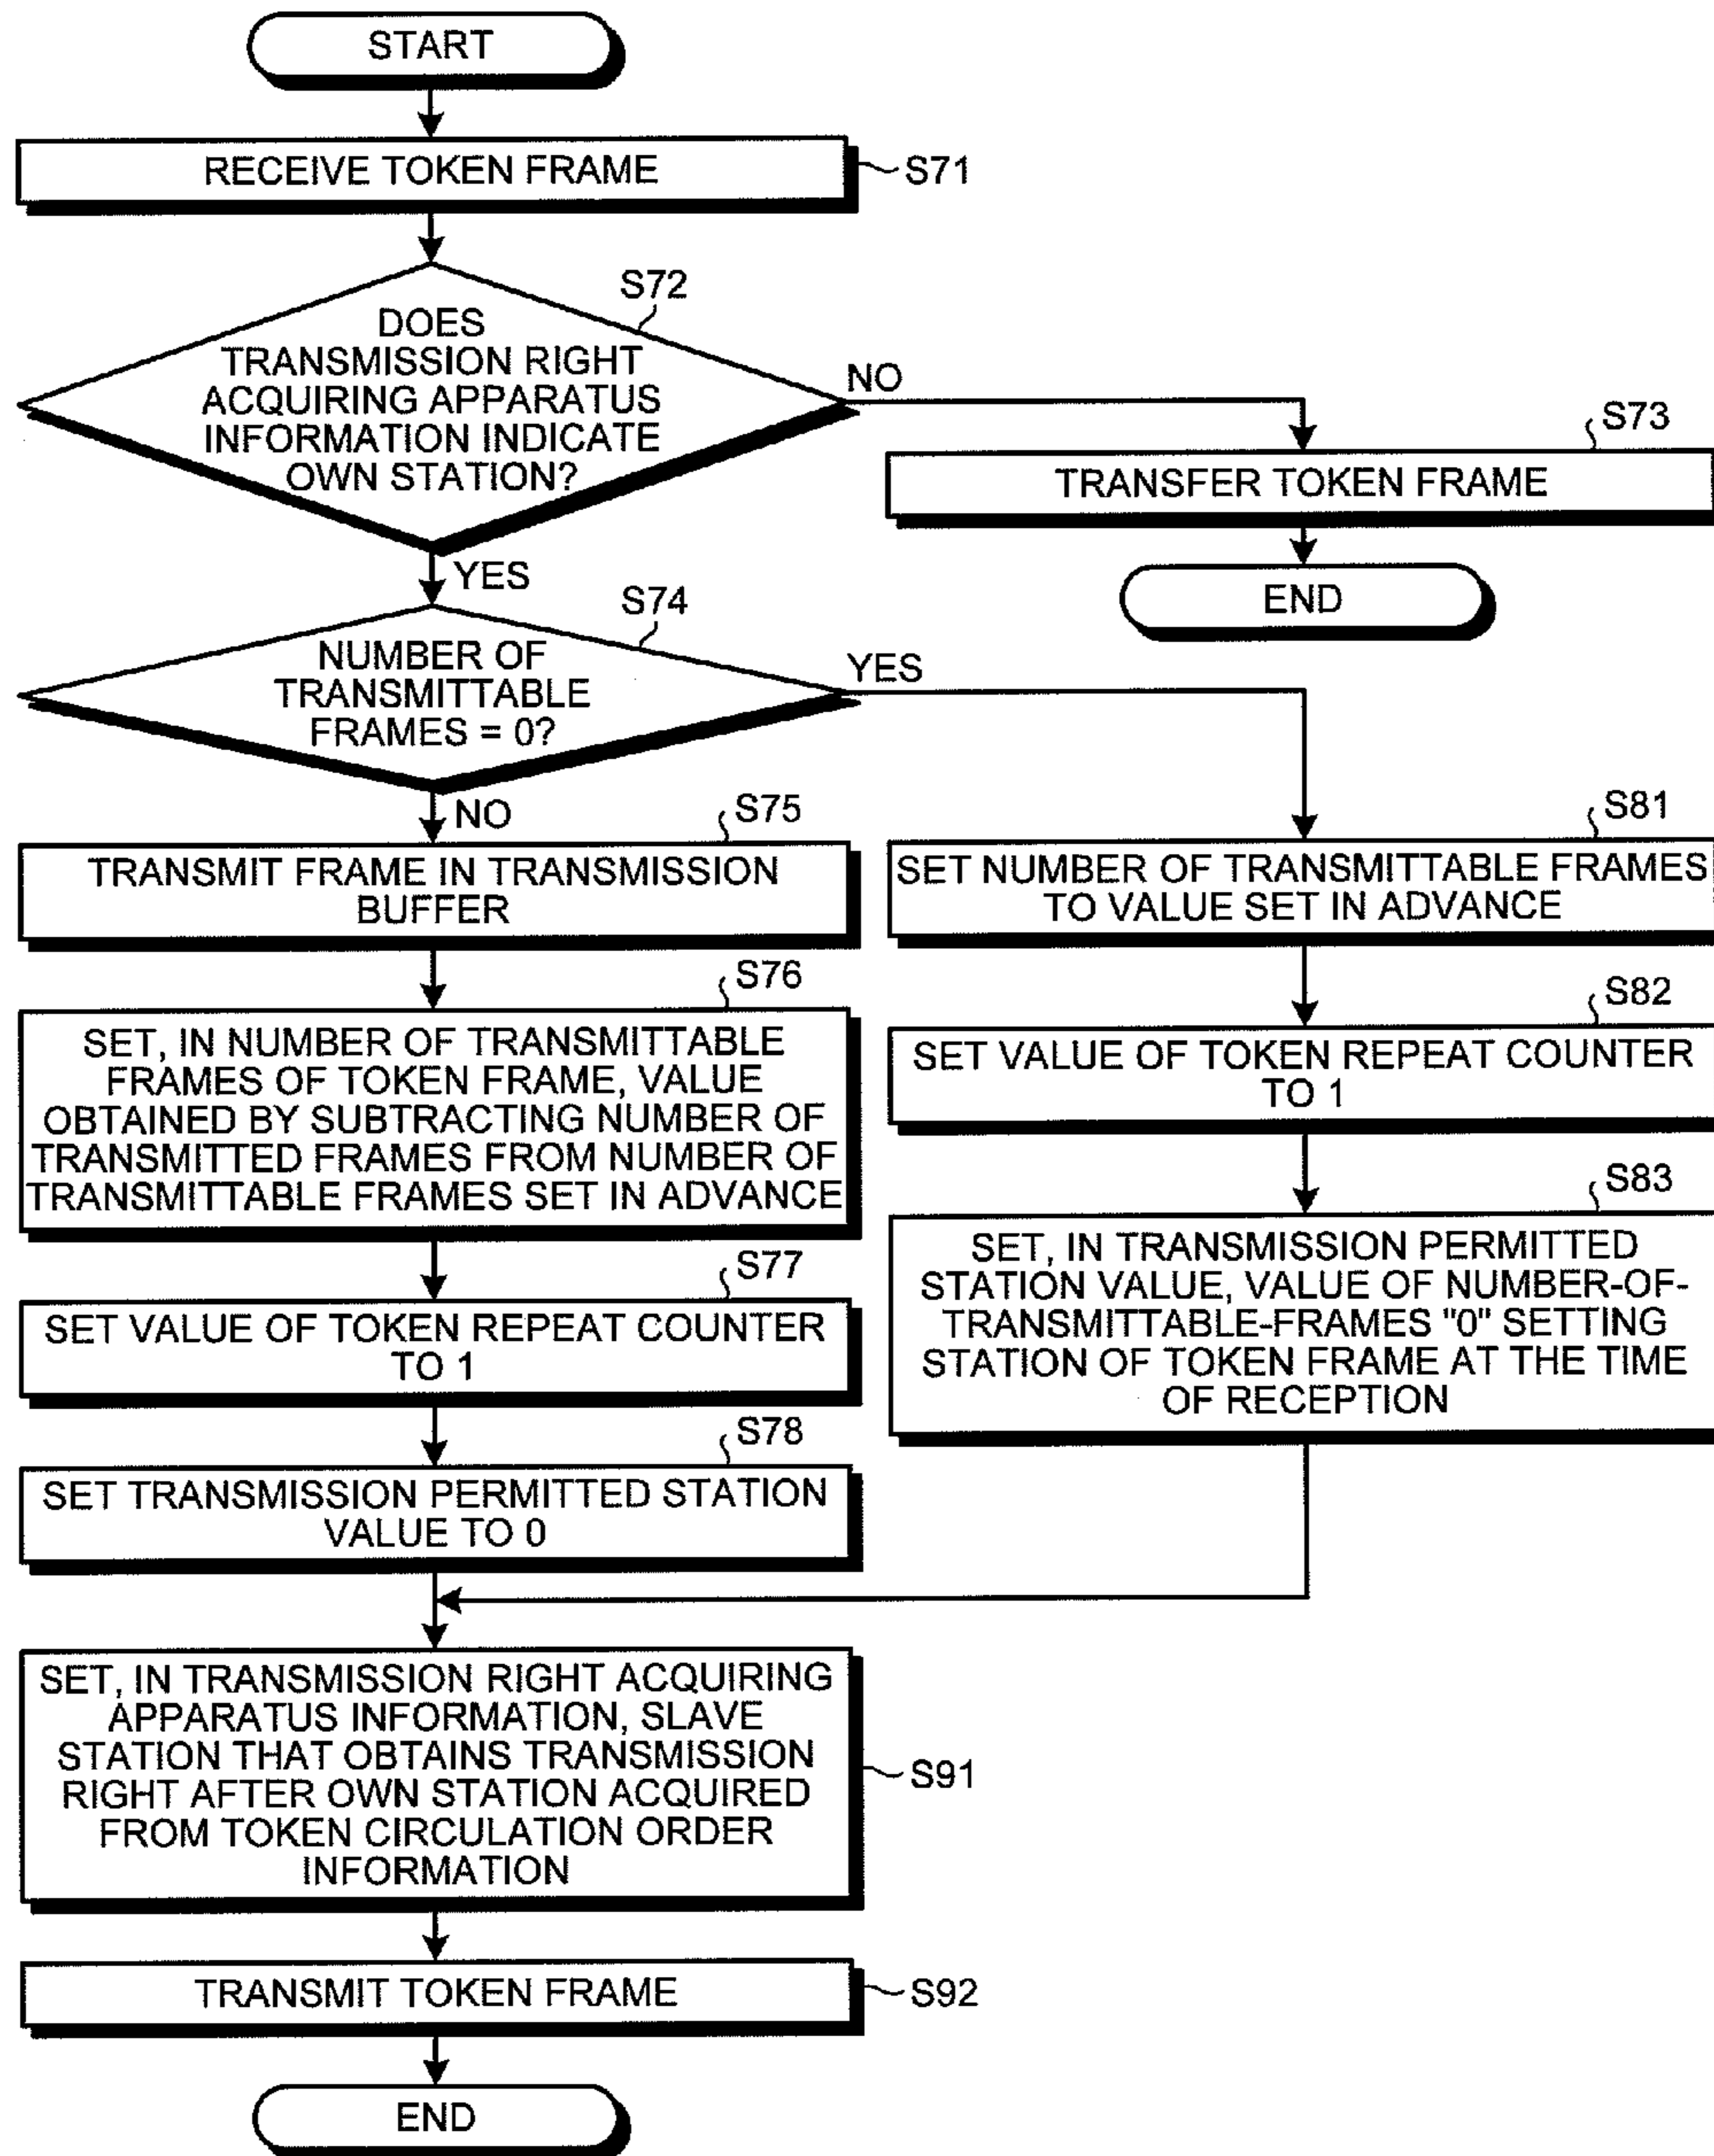 START
RECEIVE TOKEN FRAME
S71
S72
DOES
TRANSMISSION RIGHT
ACQUIRING APPARATUS
INFORMATION INDICATE
OWN STATION?
NO
S73
TRANSFER TOKEN FRAME
END
YES
S74
NUMBER OF
TRANSMITTABLE
FRAMES = 0?
YES
NO
S75
TRANSMIT FRAME IN TRANSMISSION
BUFFER
S76
SET, IN NUMBER OF TRANSMITTABLE
FRAMES OF TOKEN FRAME, VALUE
OBTAINED BY SUBTRACTING NUMBER OF
TRANSMITTED FRAMES FROM NUMBER OF
TRANSMITTABLE FRAMES SET IN ADVANCE
S77
SET VALUE OF TOKEN REPEAT COUNTER
TO 1
S78
SET TRANSMISSION PERMITTED STATION
VALUE TO 0
S81
SET NUMBER OF TRANSMITTABLE FRAMES
TO VALUE SET IN ADVANCE
S82
SET VALUE OF TOKEN REPEAT COUNTER
TO 1
S83
SET, IN TRANSMISSION PERMITTED
STATION VALUE, VALUE OF NUMBER-OF-
TRANSMITTABLE-FRAMES "0" SETTING
STATION OF TOKEN FRAME AT THE TIME
OF RECEPTION
SET, IN TRANSMISSION RIGHT ACQUIRING
APPARATUS INFORMATION, SLAVE
STATION THAT OBTAINS TRANSMISSION
RIGHT AFTER OWN STATION ACQUIRED
FROM TOKEN CIRCULATION ORDER
INFORMATION
S91
TRANSMIT TOKEN FRAME
S92
END